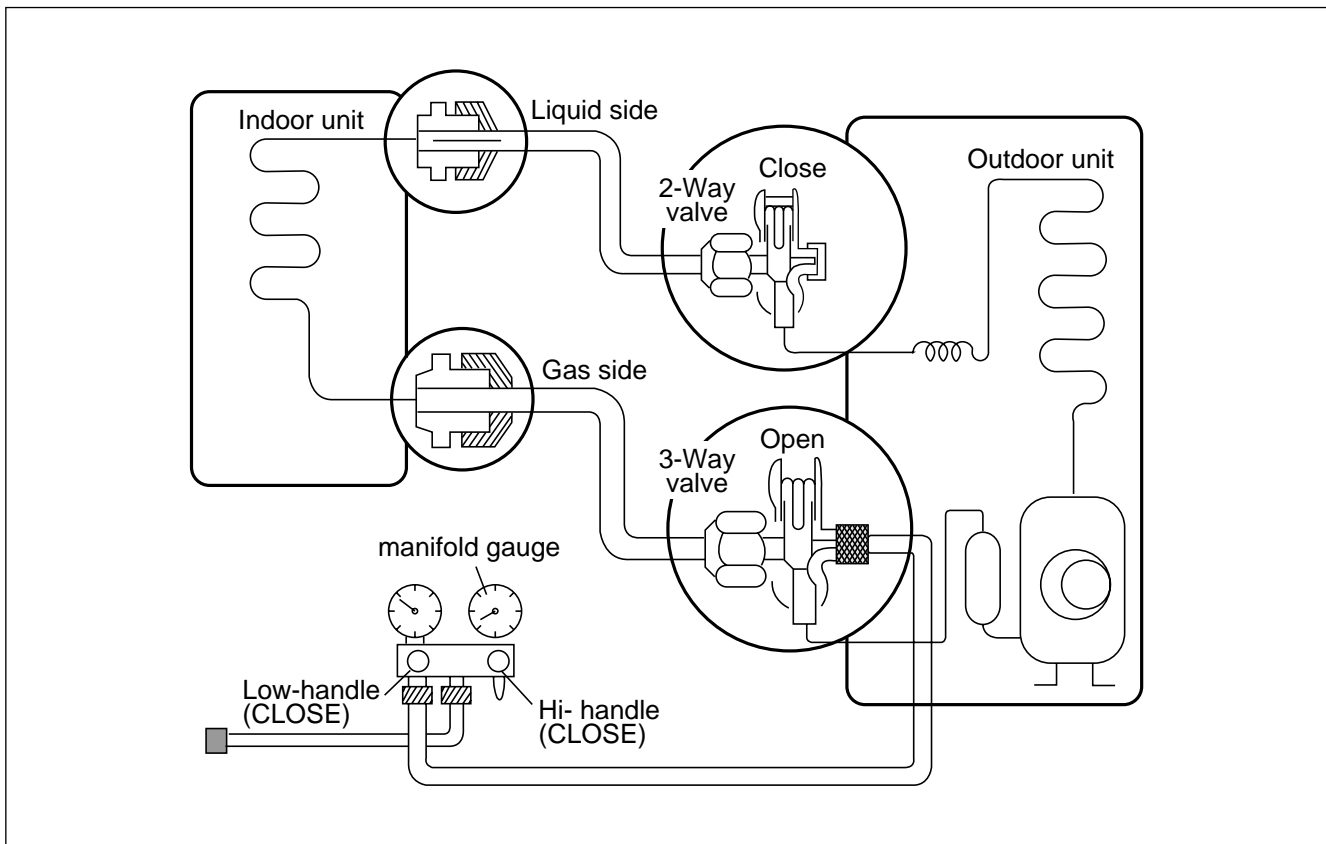 Indoor unit
Liquid side
Close
2-Way
valve
Outdoor unit
Gas side
Open
3-Way
valve
manifold gauge
Low-handle
(CLOSE)
Hi- handle
(CLOSE)